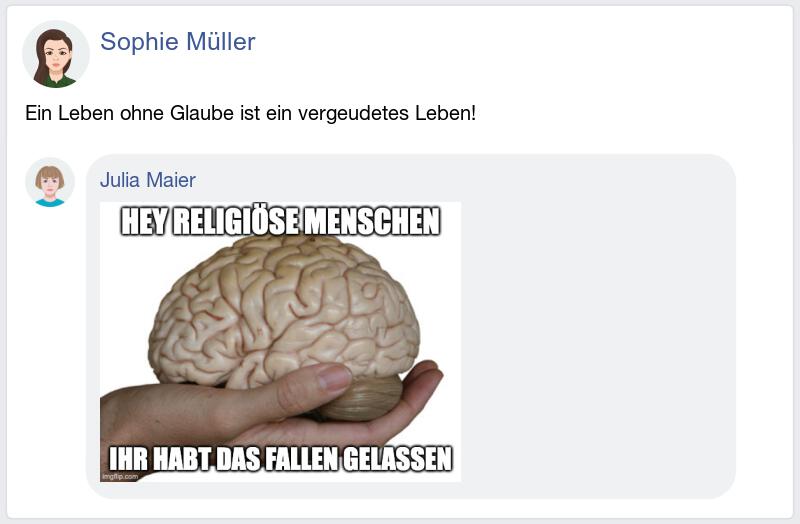 Sophie Müller
Ein Leben ohne Glaube ist ein vergeudetes Leben!
Julia Maier
HEY RELIGIÖSE MENSCHEN
IHR HABT DAS FALLEN GELASSEN
imgflip.com